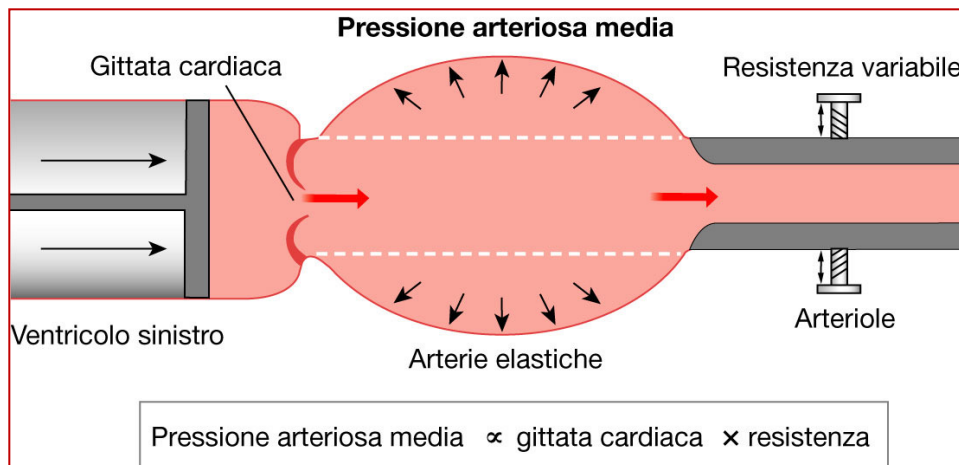 Pressione arteriosa media
Gittata cardiaca
Resistenza variabile
Ventricolo sinistro
Arterie elastiche
Arteriole
Pressione arteriosa media ∝ gittata cardiaca × resistenza